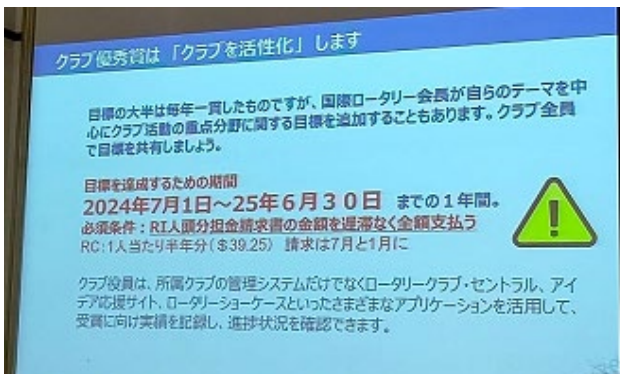 クラブ優秀賞は「クラブを活性化」します
目標の大半は毎年一貫したものですが、国際ロータリー会長が自らのテーマを中
心にクラブ活動の重点分野に関する目標を追加することもあります。クラブ全員
で目標を共有しましょう。
目標を達成するための期間
2024年7月1日～25年6月30日 までの1年間。
必須条件：RI人頭分担金請求書の金額を遅滞なく全額支払う
RC:1人当たり半年分($39.25) 請求は7月と1月に
クラブ役員は、所属クラブの管理システムだけでなくロータリークラブ・セントラル、アイ
デア応援サイト、ロータリーショーケースといったさまざまなアプリケーションを活用して、
受賞に向け実績を記録し、進捗状況を確認できます。